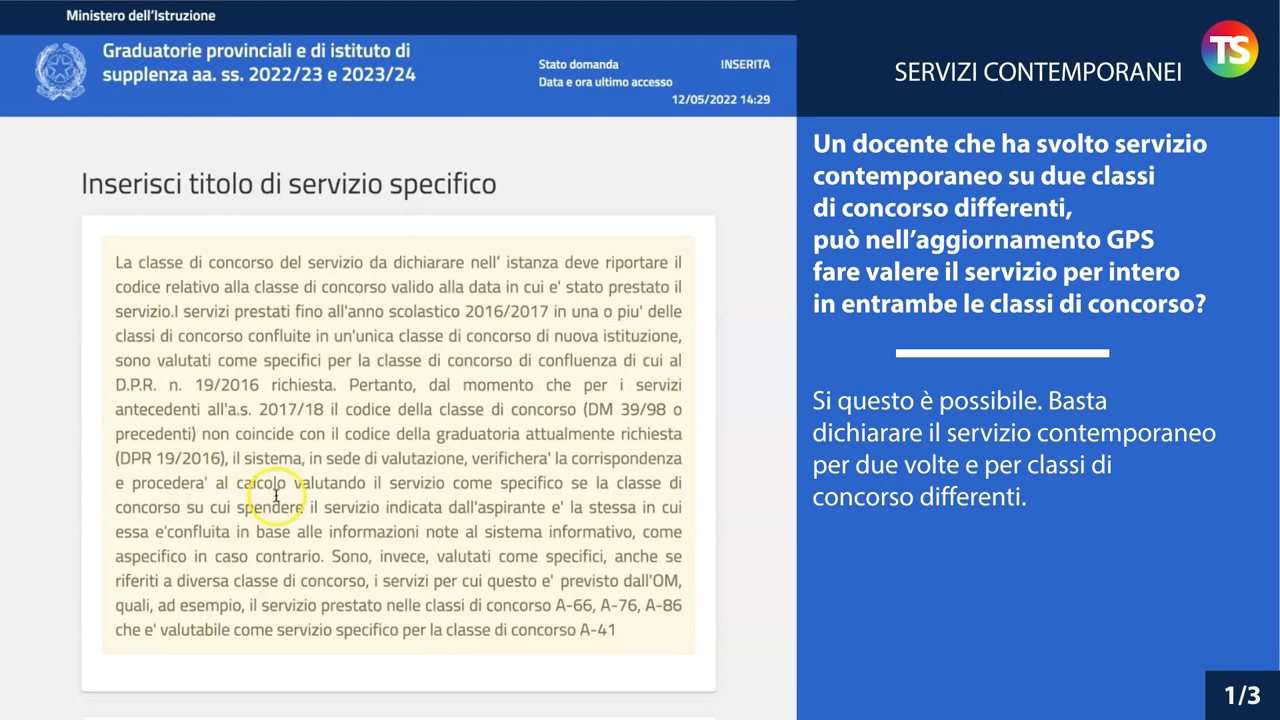 Ministero dell'Istruzione
Graduatorie provinciali e di istituto di
supplenza aa. ss. 2022/23 e 2023/24
Stato domanda INSERITA
Data e ora ultimo accesso
12/05/2022 14:29
Inserisci titolo di servizio specifico
La classe di concorso del servizio da dichiarare nell' istanza deve riportare il
codice relativo alla classe di concorso valido alla data in cui e' stato prestato il
servizio.I servizi prestati fino all'anno scolastico 2016/2017 in una o piu' delle
classi di concorso confluite in un'unica classe di concorso di nuova istituzione,
sono valutati come specifici per la classe di concorso di confluenza di cui al
D.P.R. n. 19/2016 richiesta. Pertanto, dal momento che per i servizi
antecedenti all'a.s. 2017/18 il codice della classe di concorso (DM 39/98 o
precedenti) non coincide con il codice della graduatoria attualmente richiesta
(DPR 19/2016), il sistema, in sede di valutazione, verifichera' la corrispondenza
e procedera' al calcolo valutando il servizio come specifico se la classe di
concorso su cui spendere il servizio indicata dall'aspirante e' la stessa in cui
essa e'confluita in base alle informazioni note al sistema informativo, come
aspecifico in caso contrario. Sono, invece, valutati come specifici, anche se
riferiti a diversa classe di concorso, i servizi per cui questo e' previsto dall'OM,
quali, ad esempio, il servizio prestato nelle classi di concorso A-66, A-76, A-86
che e' valutabile come servizio specifico per la classe di concorso A-41
SERVIZI CONTEMPORANEI
TS
Un docente che ha svolto servizio
contemporaneo su due classi
di concorso differenti,
può nell'aggiornamento GPS
fare valere il servizio per intero
in entrambe le classi di concorso?
Si questo è possibile. Basta
dichiarare il servizio contemporaneo
per due volte e per classi di
concorso differenti.
1/3